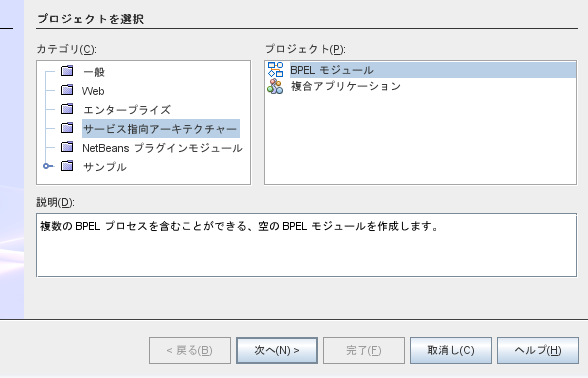 プロジェクトを選択
カテゴリ(C):
一般
Web
エンタープライズ
サービス指向アーキテクチャー
NetBeans プラグインモジュール
サンプル
プロジェクト(P):
BPEL モジュール
複合アプリケーション
説明(D):
複数の BPEL プロセスを含むことができる、空の BPEL モジュールを作成します。
< 戻る(B) 次へ(N) > 完了(F) 取消し(C) ヘルプ(H)